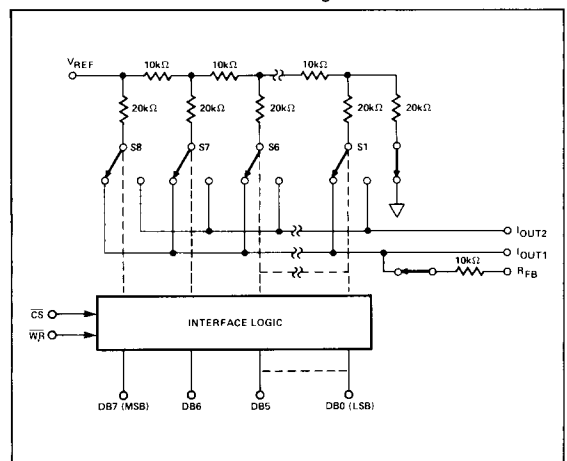 VREF
10kΩ 10kΩ 10kΩ
20kΩ 20kΩ 20kΩ 20kΩ 20kΩ
S8 S7 S6 S1
IOUT2
IOUT1
10kΩ
RFB
CS
WR
INTERFACE LOGIC
DB7 (MSB) DB6 DB5 DB0 (LSB)